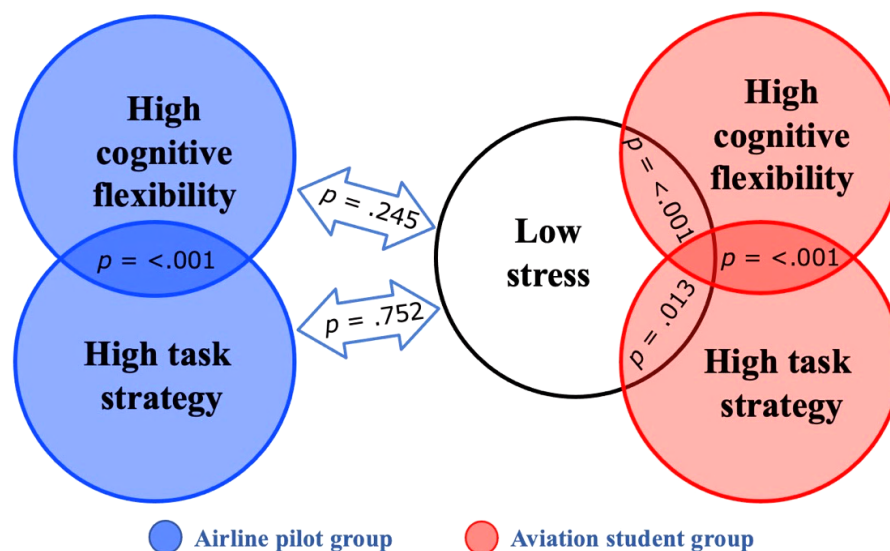 High
cognitive
flexibility
p = <.001
High task
strategy
p = .245
p = .752
Low
stress
p = <.001
p = .013
High
cognitive
flexibility
p = <.001
High task
strategy
Airline pilot group
Aviation student group